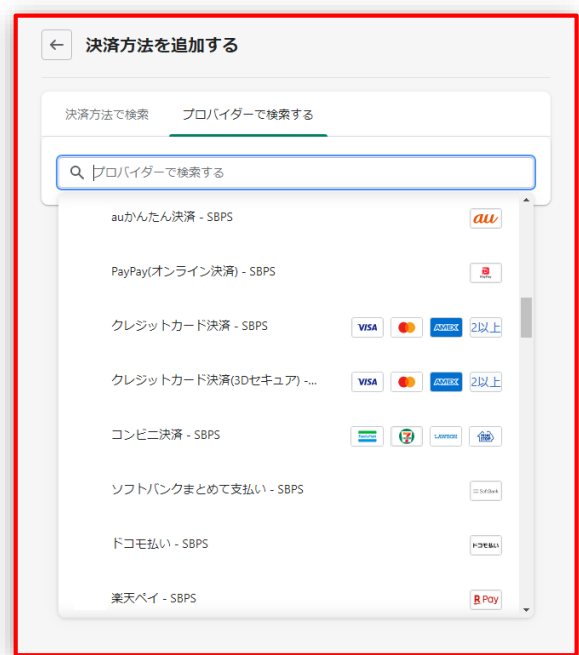 決済方法を追加する
決済方法で検索 プロバイダーで検索する
プロバイダーで検索する
auかんたん決済 - SBPS au
PayPay(オンライン決済) - SBPS PayPay
クレジットカード決済 - SBPS VISA AMEX 2以上
クレジットカード決済(3Dセキュア) -... VISA AMEX 2以上
コンビニ決済 - SBPS FamilyMart LAWSON
ソフトバンクまとめて支払い - SBPS SoftBank
ドコモ払い - SBPS ドコモ払い
楽天ペイ - SBPS R Pay